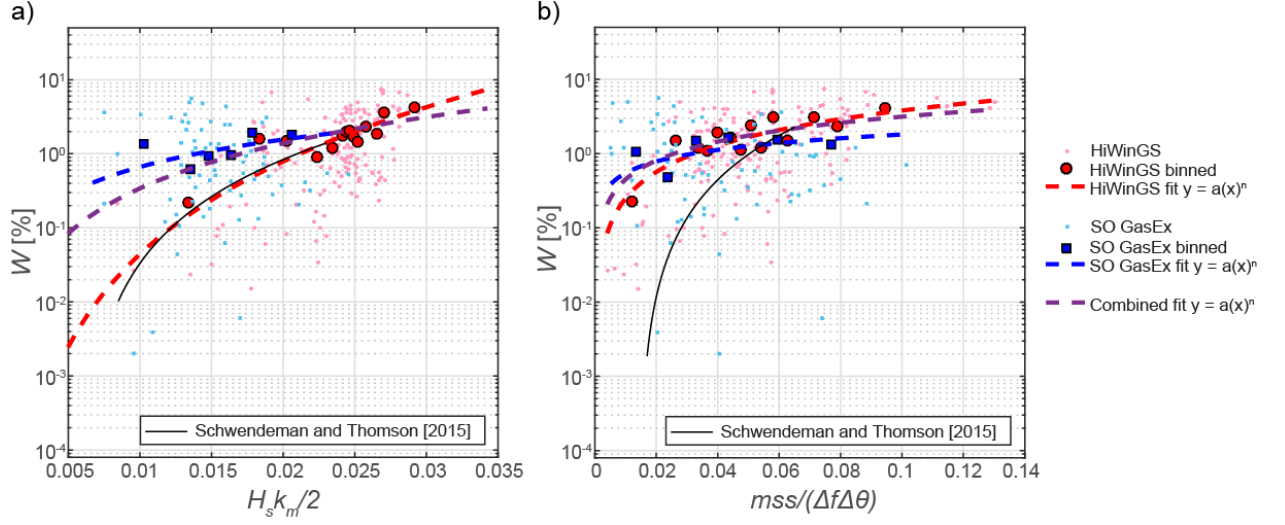 a)
b)
10¹
10⁰
10⁻¹
10⁻²
10⁻³
10⁻⁴
W [%]
0.005
0.010
0.015
0.020
0.025
0.030
0.035
Hₛkₘ/2
Schwendeman and Thomson [2015]
10¹
10⁰
10⁻¹
10⁻²
10⁻³
10⁻⁴
W [%]
0
0.02
0.04
0.06
0.08
0.1
0.12
0.14
mss/(ΔfΔθ)
Schwendeman and Thomson [2015]
HiWinGS
HiWinGS binned
HiWinGS fit y = a(x)ⁿ
SO GasEx
SO GasEx binned
SO GasEx fit y = a(x)ⁿ
Combined fit y = a(x)ⁿ